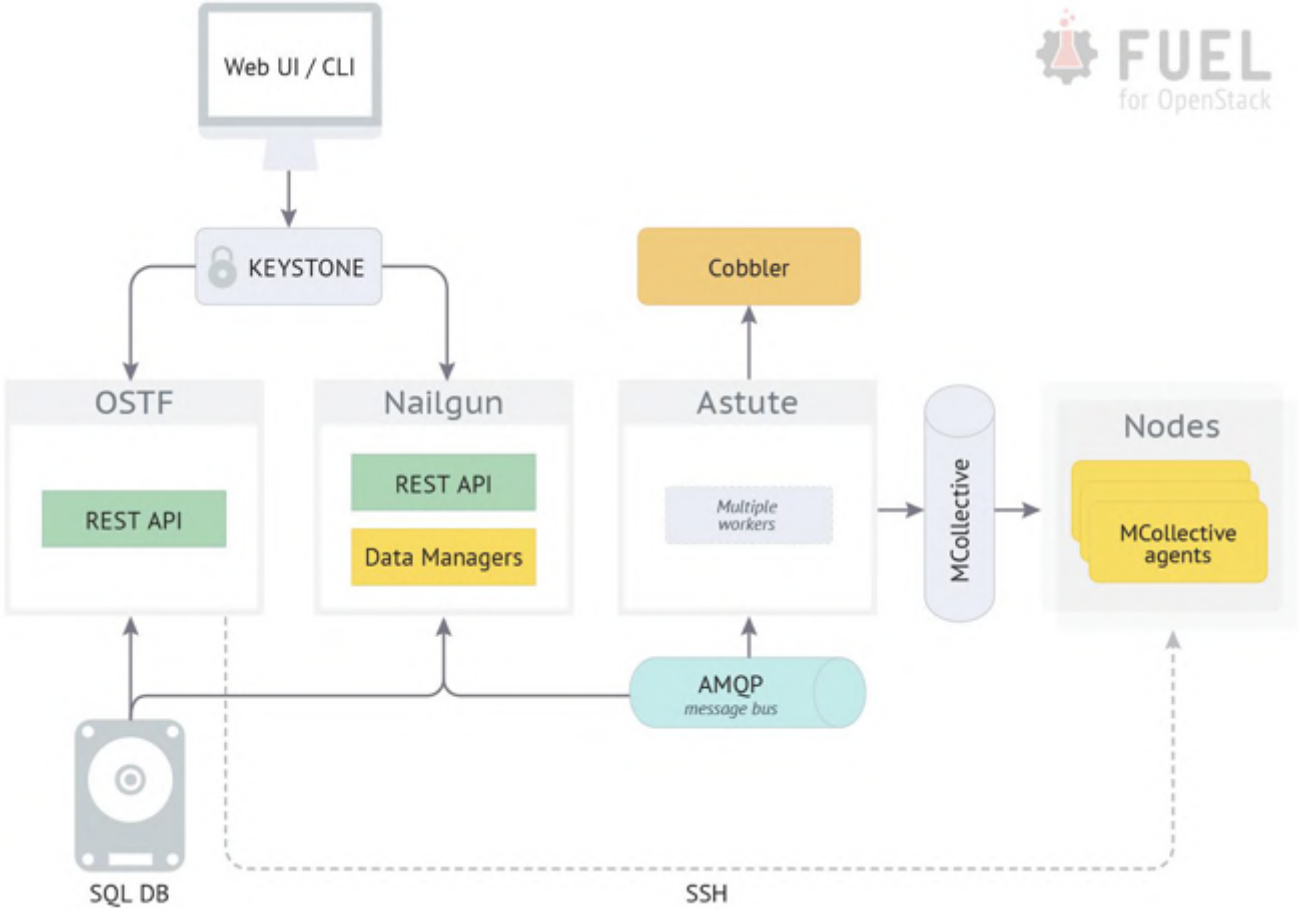 Web UI / CLI
FUEL
for OpenStack
KEYSTONE
Cobbler
OSTF
REST API
Nailgun
REST API
Data Managers
Astute
Multiple
workers
MCollective
Nodes
MCollective
agents
AMQP
message bus
SQL DB
SSH